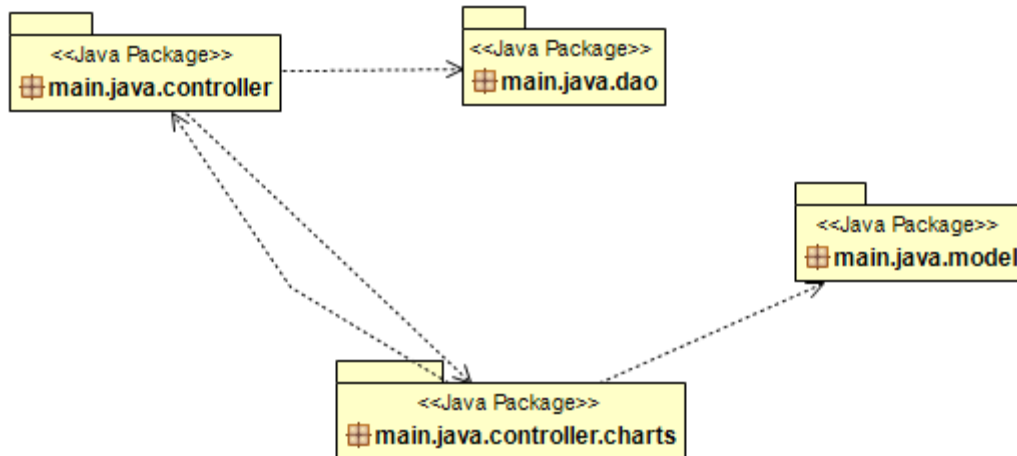 <<Java Package>>
main.java.controller
<<Java Package>>
main.java.dao
<<Java Package>>
main.java.model
<<Java Package>>
main.java.controller.charts